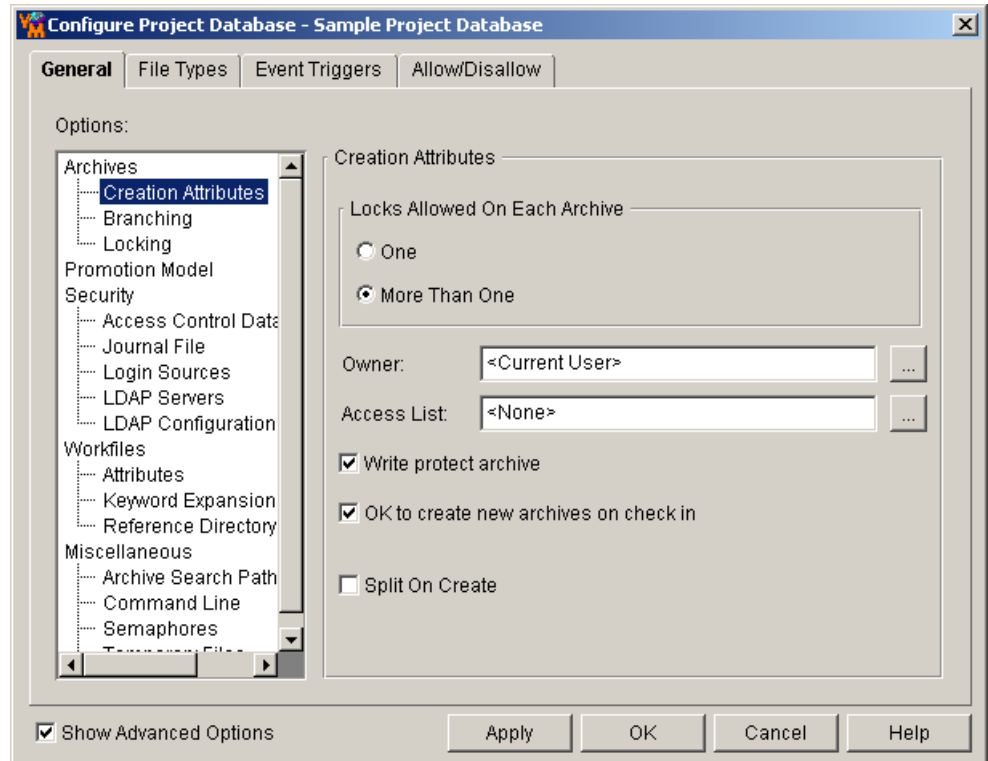 Configure Project Database - Sample Project Database
General
File Types
Event Triggers
Allow/Disallow
Options:
Archives
Creation Attributes
Branching
Locking
Promotion Model
Security
Access Control Data
Journal File
Login Sources
LDAP Servers
LDAP Configuration
Workfiles
Attributes
Keyword Expansion
Reference Directory
Miscellaneous
Archive Search Path
Command Line
Semaphores
Temporary Files
Creation Attributes
Locks Allowed On Each Archive
One
More Than One
Owner:
<Current User>
...
Access List:
<None>
...
Write protect archive
OK to create new archives on check in
Split On Create
Show Advanced Options
Apply
OK
Cancel
Help